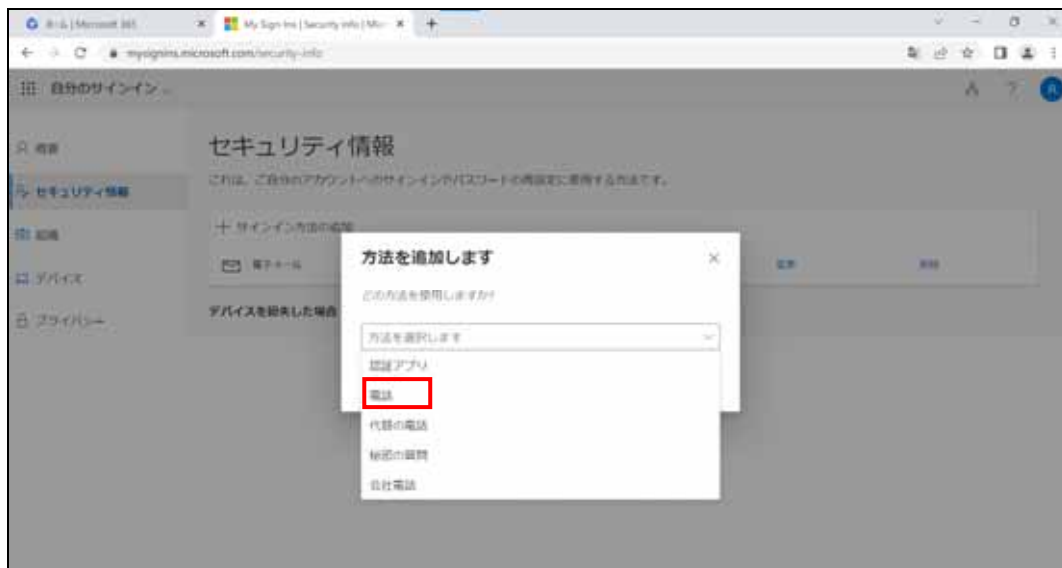 ホーム | Microsoft 365
My Sign-Ins | Security Info | Micr
mysignins.microsoft.com/security-info
自分のサインイン
概要
セキュリティ情報
組織
デバイス
プライバシー
セキュリティ情報
これは、ご自分のアカウントへのサインインやパスワードの再設定に使用する方法です。
サインイン方法の追加
電子メール
変更
削除
デバイスを紛失した場合
方法を追加します
どの方法を使用しますか?
方法を選択します
認証アプリ
電話
代替の電話
秘密の質問
会社電話